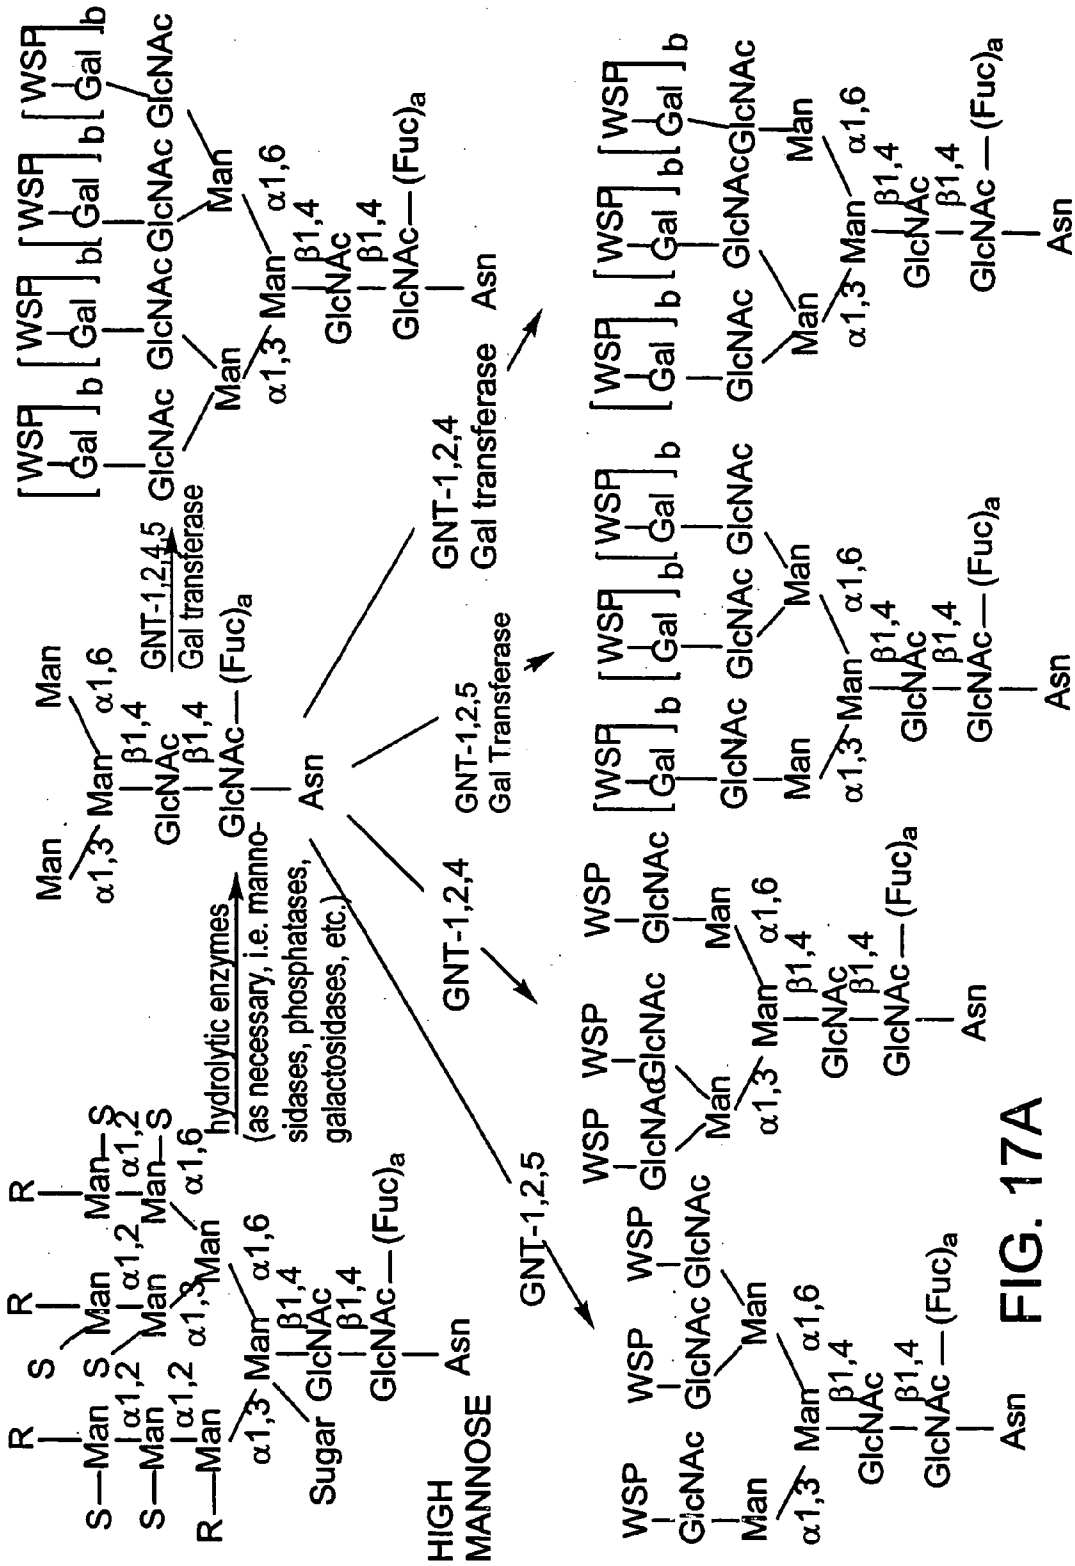 R R R
S—Man S Man Man—S
α1,2 α1,2 α1,2
S—Man S Man Man—S
α1,2 α1,3 α1,6
R—Man Man
α1,3 Man α1,6
Sugar β1,4
GlcNAc
β1,4
GlcNAc—(Fuc)a
Asn
HIGH
MANNOSE
hydrolytic enzymes
(as necessary, i.e. manno-
sidases, phosphatases,
galactosidases, etc.)
Man Man
α1,3 Man α1,6
β1,4
GlcNAc
β1,4
GlcNAc—(Fuc)a
Asn
GNT-1,2,4,5
Gal transferase
[WSP [WSP [WSP [WSP
[Gal]b [Gal]b [Gal]b [Gal]b
GlcNAc GlcNAc GlcNAc GlcNAc
Man Man
α1,3 Man α1,6
β1,4
GlcNAc
β1,4
GlcNAc—(Fuc)a
Asn
GNT-1,2,5
GNT-1,2,4
GNT-1,2,5
Gal Transferase
GNT-1,2,4
Gal transferase
WSP WSP WSP
GlcNAc GlcNAc GlcNAc
Man Man
α1,3 Man α1,6
β1,4
GlcNAc
β1,4
GlcNAc—(Fuc)a
Asn
WSP WSP WSP
GlcNAc GlcNAc GlcNAc
Man Man
α1,3 Man α1,6
β1,4
GlcNAc
β1,4
GlcNAc—(Fuc)a
Asn
[WSP [WSP [WSP
[Gal]b [Gal]b [Gal]b
GlcNAc GlcNAc GlcNAc
Man Man
α1,3 Man α1,6
β1,4
GlcNAc
β1,4
GlcNAc—(Fuc)a
Asn
[WSP [WSP [WSP
[Gal]b [Gal]b [Gal]b
GlcNAc GlcNAc GlcNAc
Man Man
α1,3 Man α1,6
β1,4
GlcNAc
β1,4
GlcNAc—(Fuc)a
Asn
FIG. 17A